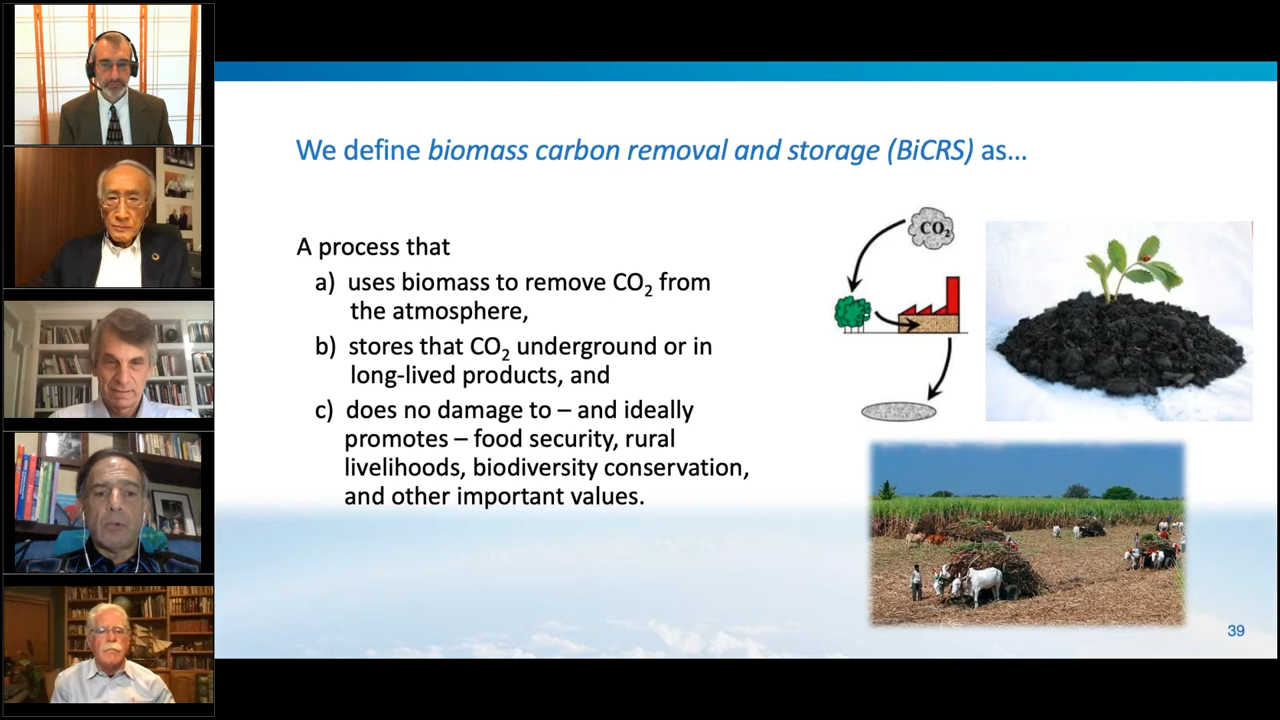 We define biomass carbon removal and storage (BiCRS) as…
A process that
a) uses biomass to remove CO₂ from
the atmosphere,
b) stores that CO₂ underground or in
long-lived products, and
c) does no damage to – and ideally
promotes – food security, rural
livelihoods, biodiversity conservation,
and other important values.
CO₂
39